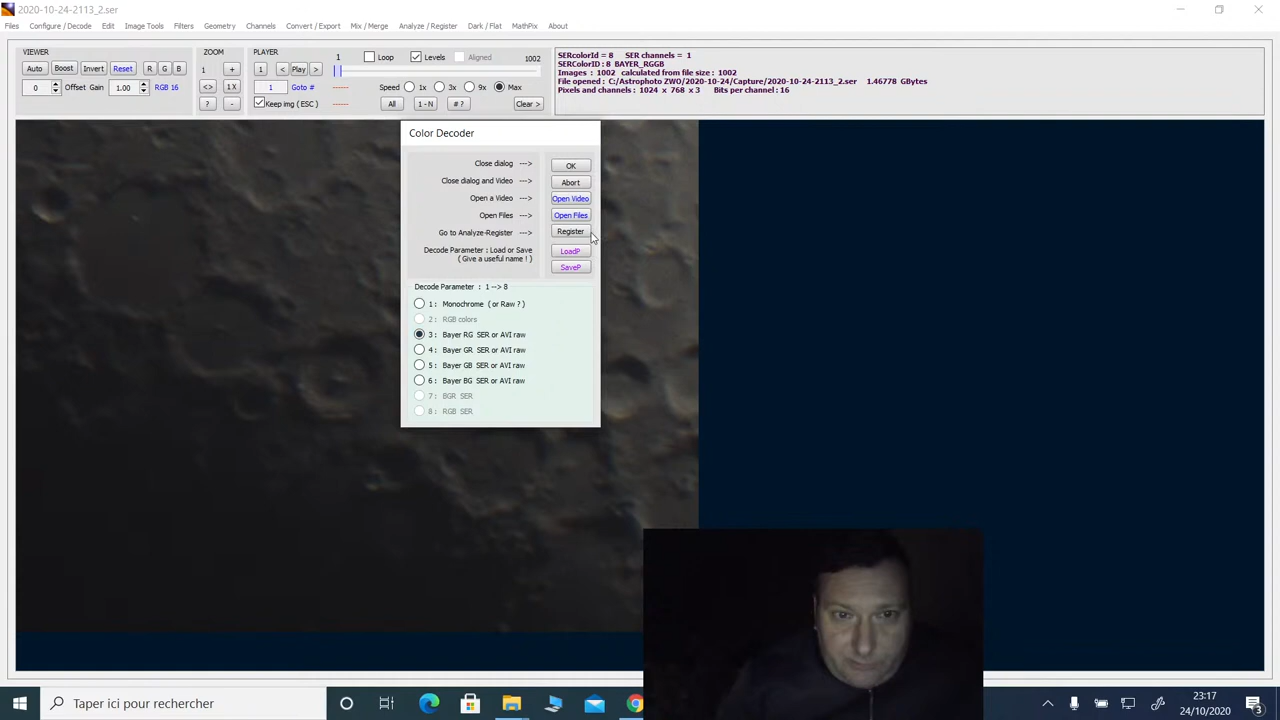 2020-10-24-2113_2.ser
Files Configure / Decode Edit Image Tools Filters Geometry Channels Convert / Export Mix / Merge Analyze / Register Dark / Flat MathPix About
VIEWER
Auto Boost Invert Reset R G B
0 Offset Gain 1.00 RGB 16
ZOOM
1 +
<> 1 X
? -
PLAYER 1 Loop Levels Aligned 1002
1 < Play >
1 Goto # ------ Speed 1x 3x 9x Max
Keep img ( ESC ) ------ All 1 - N # ? Clear >
SERcolorId = 8 SER channels = 1
SERcolorID : 8 BAYER_RGGB
Images : 1002 calculated from file size : 1002
File opened : C:/Astrophoto ZWO/2020-10-24/Capture/2020-10-24-2113_2.ser 1.46778 GBytes
Pixels and channels : 1024 x 768 x 3 Bits per channel : 16
Color Decoder
Close dialog ---> OK
Close dialog and Video ---> Abort
Open a Video ---> Open Video
Open Files ---> Open Files
Go to Analyze-Register ---> Register
Decode Parameter : Load or Save LoadP
( Give a useful name ! ) SaveP
Decode Parameter : 1 --> 8
1 : Monochrome ( or Raw ? )
2 : RGB colors
3 : Bayer RG SER or AVI raw
4 : Bayer GR SER or AVI raw
5 : Bayer GB SER or AVI raw
6 : Bayer BG SER or AVI raw
7 : BGR SER
8 : RGB SER
Taper ici pour rechercher
23:17
24/10/2020
3